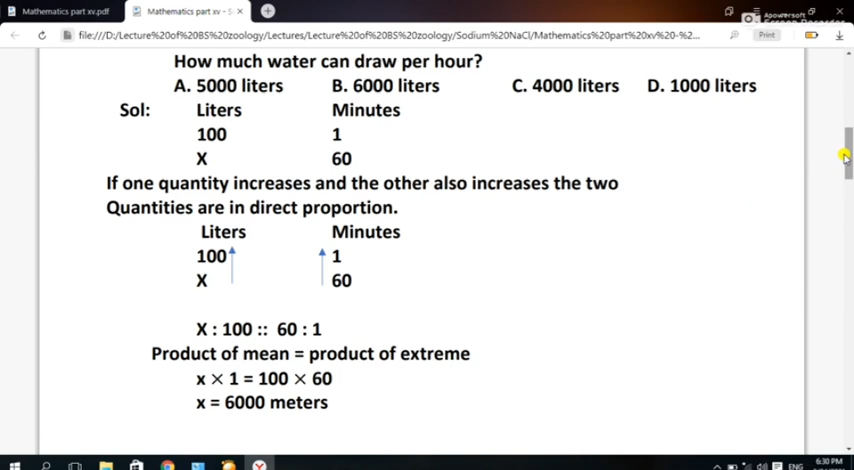 Mathematics part xv.pdf
Mathematics part xv - S
file:///D:/Lecture%20of%20BS%20zoology/Lectures/Lecture%20of%20BS%20zoology/Sodium%20NaCl/Mathematics%20part%20xv%20-%2...
Print
Apowersoft
Screen Recorder
How much water can draw per hour?
A. 5000 liters B. 6000 liters C. 4000 liters D. 1000 liters
Sol: Liters Minutes
100 1
X 60
If one quantity increases and the other also increases the two
Quantities are in direct proportion.
Liters Minutes
100 1
X 60
X : 100 :: 60 : 1
Product of mean = product of extreme
x × 1 = 100 × 60
x = 6000 meters
ENG
6:30 PM